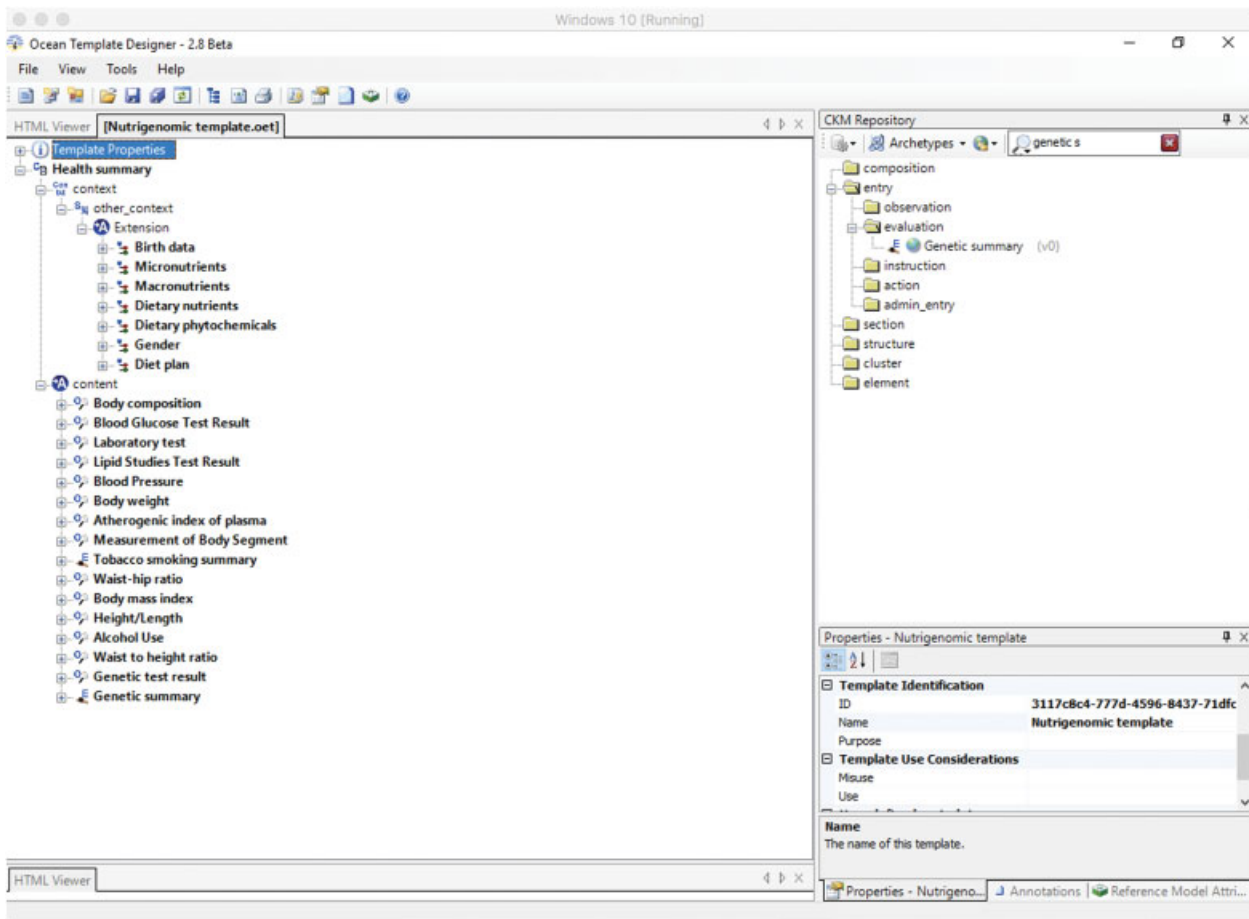 Windows 10 [Running]
Ocean Template Designer - 2.8 Beta
File View Tools Help
HTML Viewer [Nutrigenomic template.oet]
Template Properties
Health summary
context
other_context
Extension
Birth data
Micronutrients
Macronutrients
Dietary nutrients
Dietary phytochemicals
Gender
Diet plan
content
Body composition
Blood Glucose Test Result
Laboratory test
Lipid Studies Test Result
Blood Pressure
Body weight
Atherogenic index of plasma
Measurement of Body Segment
Tobacco smoking summary
Waist-hip ratio
Body mass index
Height/Length
Alcohol Use
Waist to height ratio
Genetic test result
Genetic summary
HTML Viewer
CKM Repository
Archetypes genetic s
composition
entry
observation
evaluation
Genetic summary (v0)
instruction
action
admin_entry
section
structure
cluster
element
Properties - Nutrigenomic template
Template Identification
ID 3117c8c4-777d-4596-8437-71dfc
Name Nutrigenomic template
Purpose
Template Use Considerations
Misuse
Use
Name
The name of this template.
Properties - Nutrigeno... Annotations Reference Model Attri...